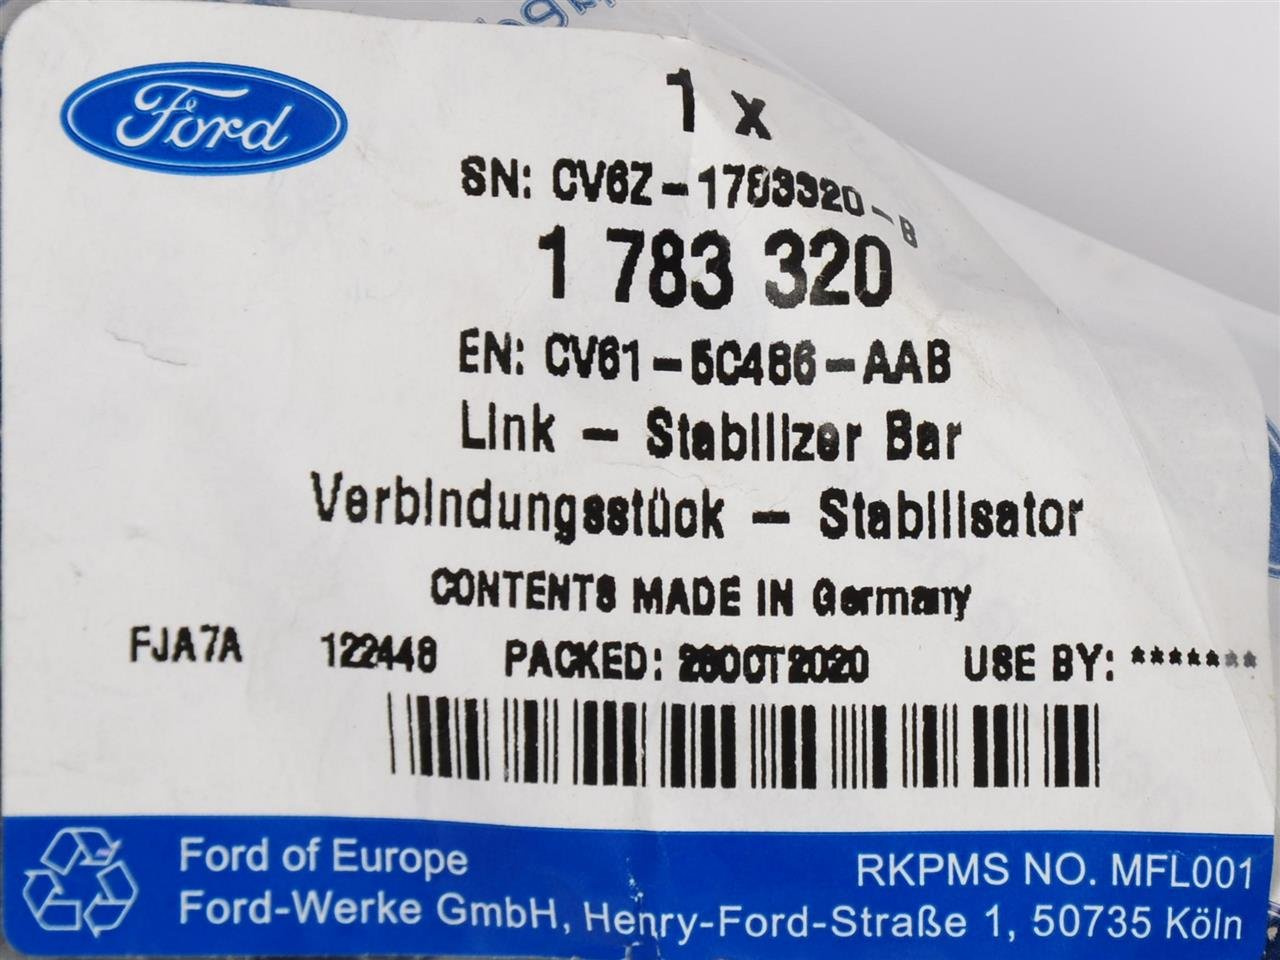 Ford
1 x
SN: CV6Z-1783320-B
1 783 320
EN: CV61-5C486-AAB
Link - Stabilizer Bar
Verbindungsstück - Stabilisator
CONTENTS MADE IN Germany
FJA7A 122448 PACKED: 26OCT2020 USE BY: *******
Ford of Europe
RKPMS NO. MFL001
Ford-Werke GmbH, Henry-Ford-Straße 1, 50735 Köln